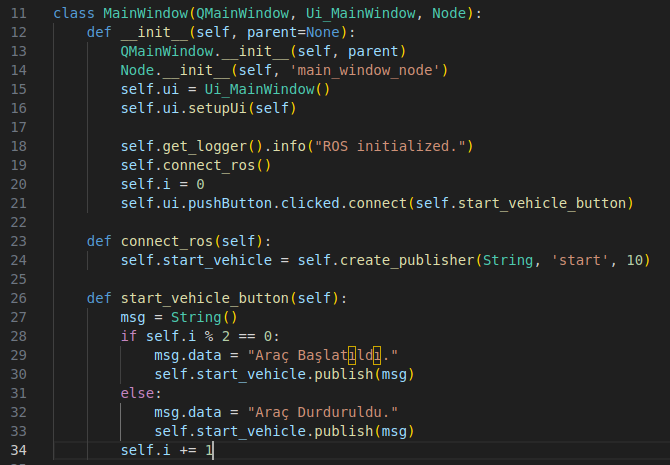 11 class MainWindow(QMainWindow, Ui_MainWindow, Node):
12     def __init__(self, parent=None):
13         QMainWindow.__init__(self, parent)
14         Node.__init__(self, 'main_window_node')
15         self.ui = Ui_MainWindow()
16         self.ui.setupUi(self)
17
18         self.get_logger().info("ROS initialized.")
19         self.connect_ros()
20         self.i = 0
21         self.ui.pushButton.clicked.connect(self.start_vehicle_button)
22
23     def connect_ros(self):
24         self.start_vehicle = self.create_publisher(String, 'start', 10)
25
26     def start_vehicle_button(self):
27         msg = String()
28         if self.i % 2 == 0:
29             msg.data = "Araç Başlatıldı."
30             self.start_vehicle.publish(msg)
31         else:
32             msg.data = "Araç Durduruldu."
33             self.start_vehicle.publish(msg)
34         self.i += 1